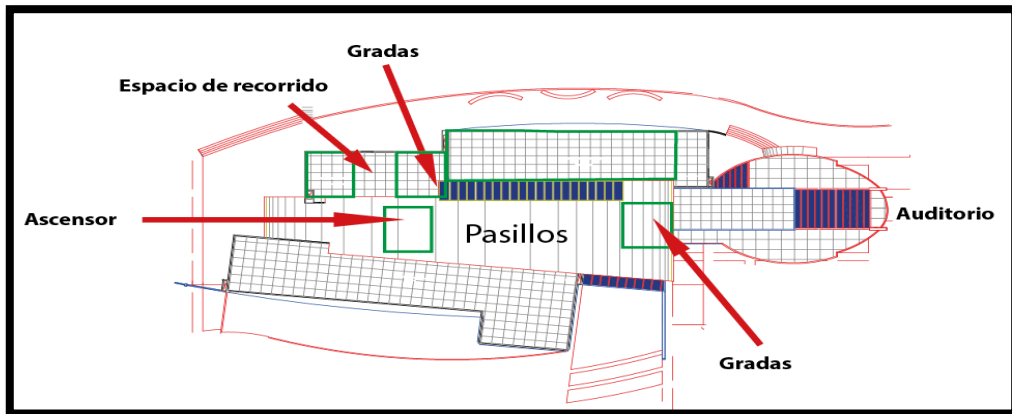 Gradas
Espacio de recorrido
Ascensor
Pasillos
Auditorio
Gradas